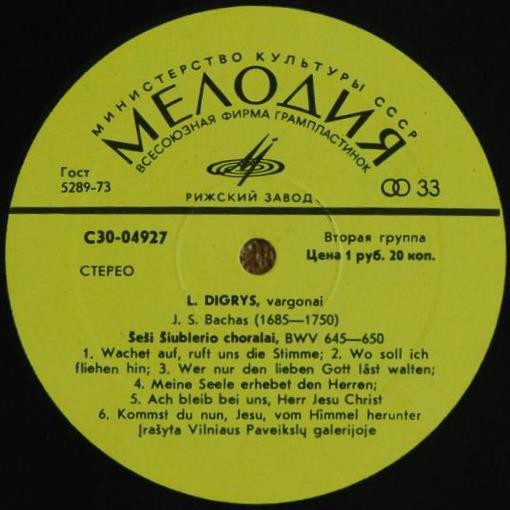 МИНИСТЕРСТВО КУЛЬТУРЫ СССР
МЕЛОДИЯ
ВСЕСОЮЗНАЯ ФИРМА ГРАМПЛАСТИНОК
Гост
5289-73
33
РИЖСКИЙ ЗАВОД
С30-04927
Вторая группа
Цена 1 руб. 20 коп.
СТЕРЕО
L. DIGRYS, vargonai
J. S. Bachas (1685—1750)
Šeši Šiublerio choralai, BWV 645—650
1. Wachet auf, ruft uns die Stimme; 2. Wo soll ich
fliehen hin; 3. Wer nur den lieben Gott läst walten;
4. Meine Seele erhebet den Herren;
5. Ach bleib bei uns, Herr Jesu Christ
6. Kommst du nun, Jesu, vom Himmel herunter
Įrašyta Vilniaus Paveikslų galerijoje